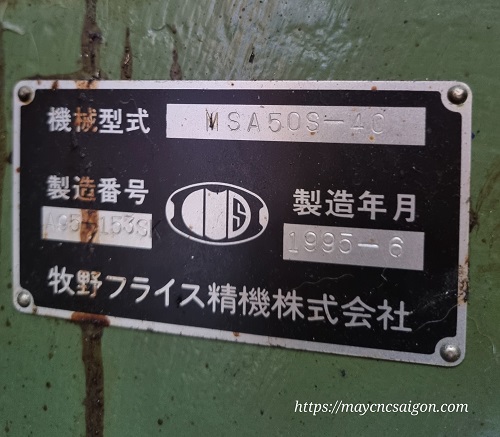 機械型式 MSA50S-40
製造番号 製造年月
MS
1995-6
牧野フライス精機株式会社
https://maycncsaigon.com/